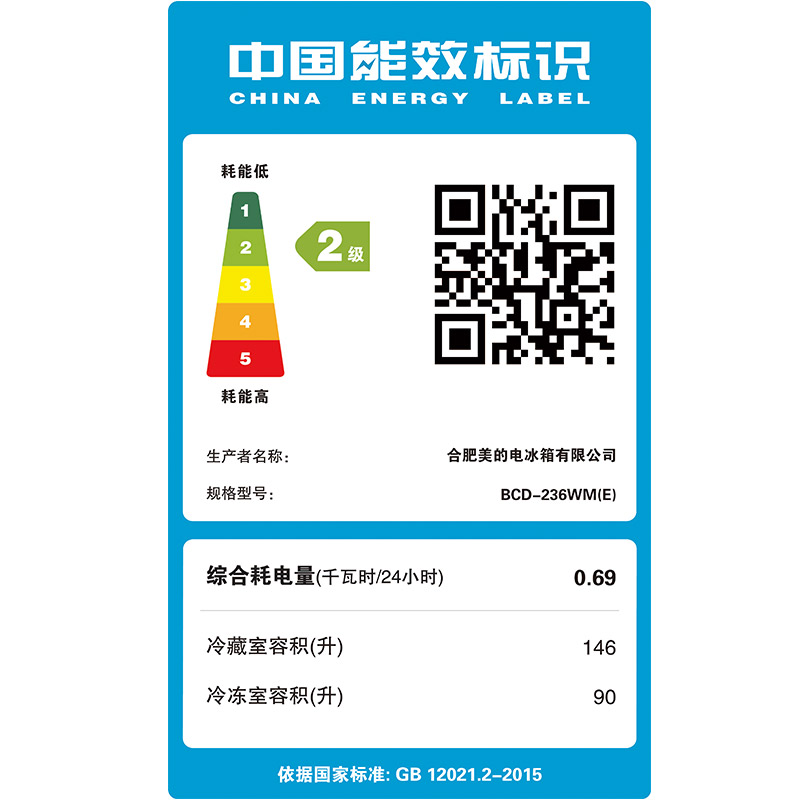 中国能效标识
CHINA ENERGY LABEL
耗能低
1
2
3
4
5
2级
耗能高
生产者名称: 合肥美的电冰箱有限公司
规格型号: BCD-236WM(E)
综合耗电量(千瓦时/24小时) 0.69
冷藏室容积(升) 146
冷冻室容积(升) 90
依据国家标准: GB 12021.2-2015